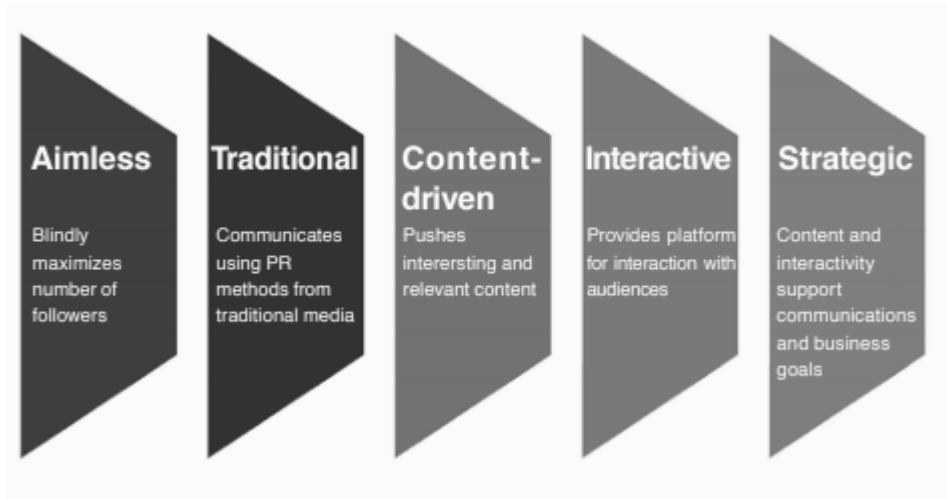 Aimless
Blindly
maximizes
number of
followers
Traditional
Communicates
using PR
methods from
traditional media
Content-
driven
Pushes
interersting and
relevant content
Interactive
Provides platform
for interaction with
audiences
Strategic
Content and
interactivity
support
communications
and business
goals